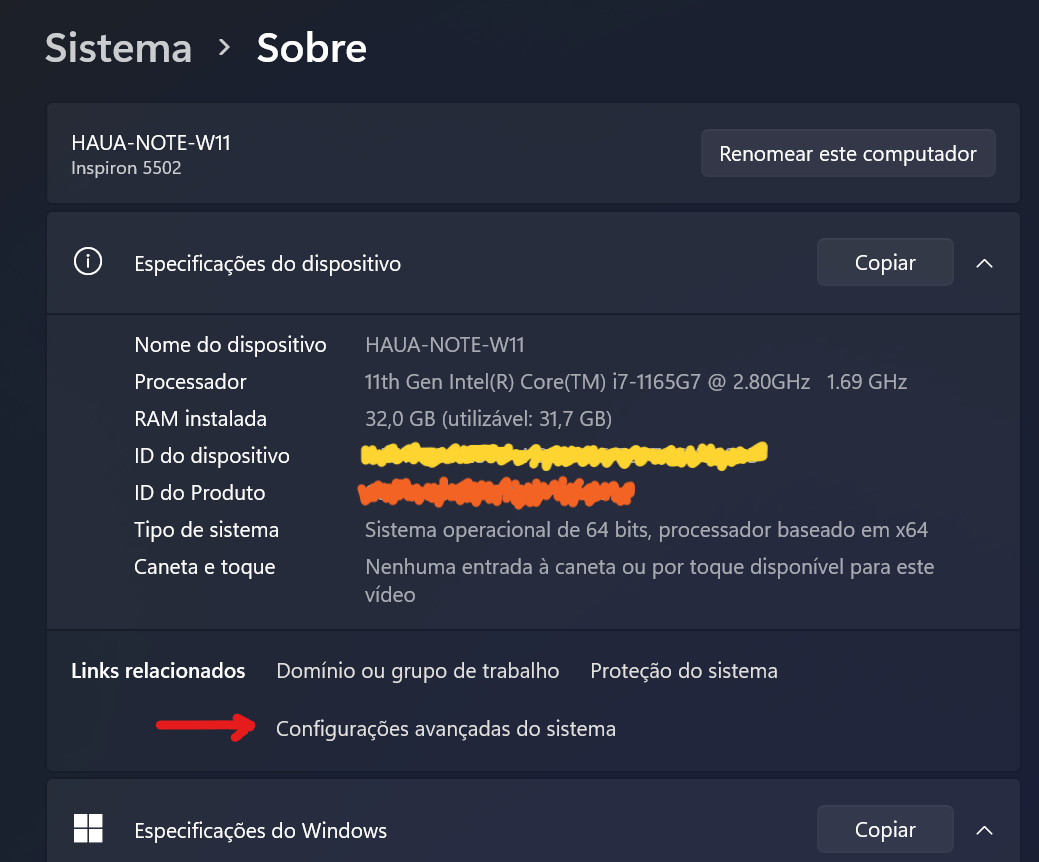 Sistema > Sobre
HAUA-NOTE-W11
Inspiron 5502
Renomear este computador
Especificações do dispositivo
Copiar
Nome do dispositivo HAUA-NOTE-W11
Processador 11th Gen Intel(R) Core(TM) i7-1165G7 @ 2.80GHz 1.69 GHz
RAM instalada 32,0 GB (utilizável: 31,7 GB)
ID do dispositivo
ID do Produto
Tipo de sistema Sistema operacional de 64 bits, processador baseado em x64
Caneta e toque Nenhuma entrada à caneta ou por toque disponível para este
vídeo
Links relacionados Domínio ou grupo de trabalho Proteção do sistema
Configurações avançadas do sistema
Especificações do Windows
Copiar